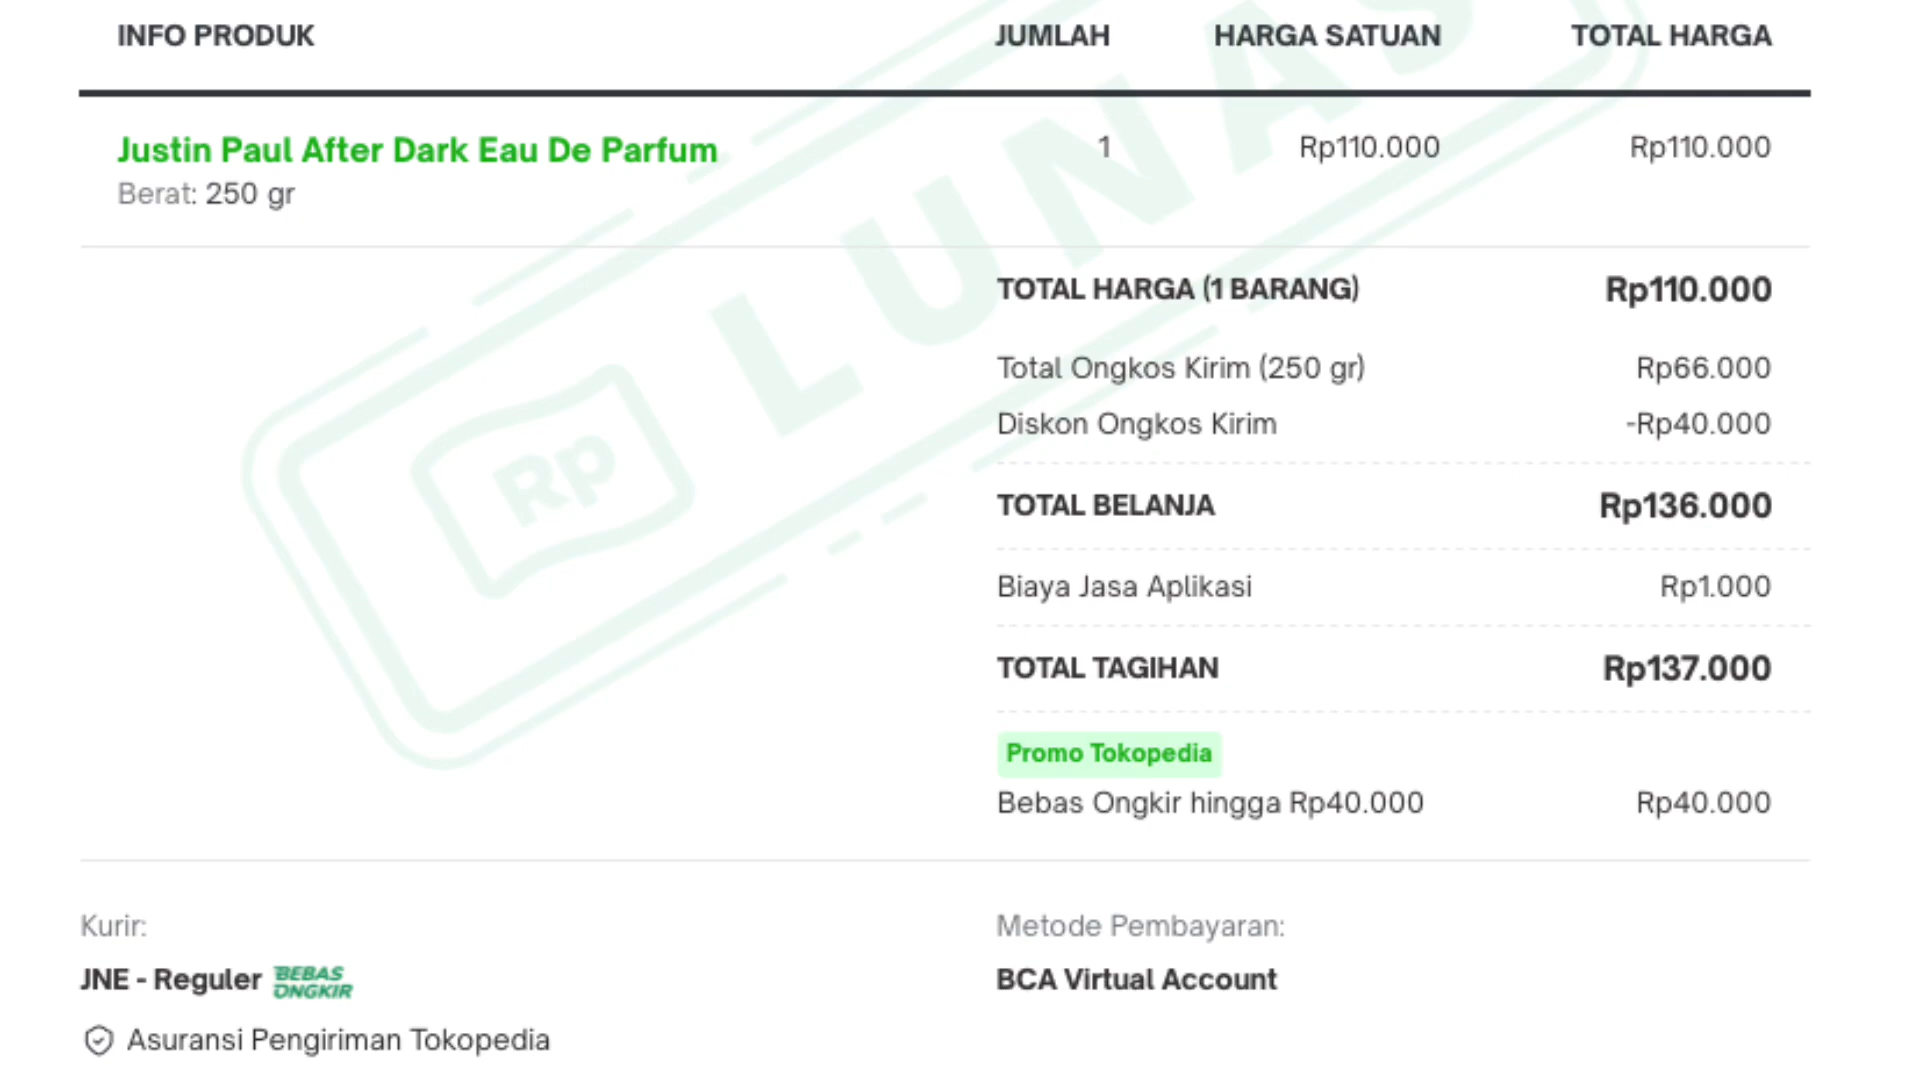 INFO PRODUK JUMLAH HARGA SATUAN TOTAL HARGA
Justin Paul After Dark Eau De Parfum 1 Rp110.000 Rp110.000
Berat: 250 gr
LUNAS
Rp
TOTAL HARGA (1 BARANG) Rp110.000
Total Ongkos Kirim (250 gr) Rp66.000
Diskon Ongkos Kirim -Rp40.000
TOTAL BELANJA Rp136.000
Biaya Jasa Aplikasi Rp1.000
TOTAL TAGIHAN Rp137.000
Promo Tokopedia
Bebas Ongkir hingga Rp40.000 Rp40.000
Kurir: Metode Pembayaran:
JNE - Reguler BEBAS ONGKIR BCA Virtual Account
Asuransi Pengiriman Tokopedia